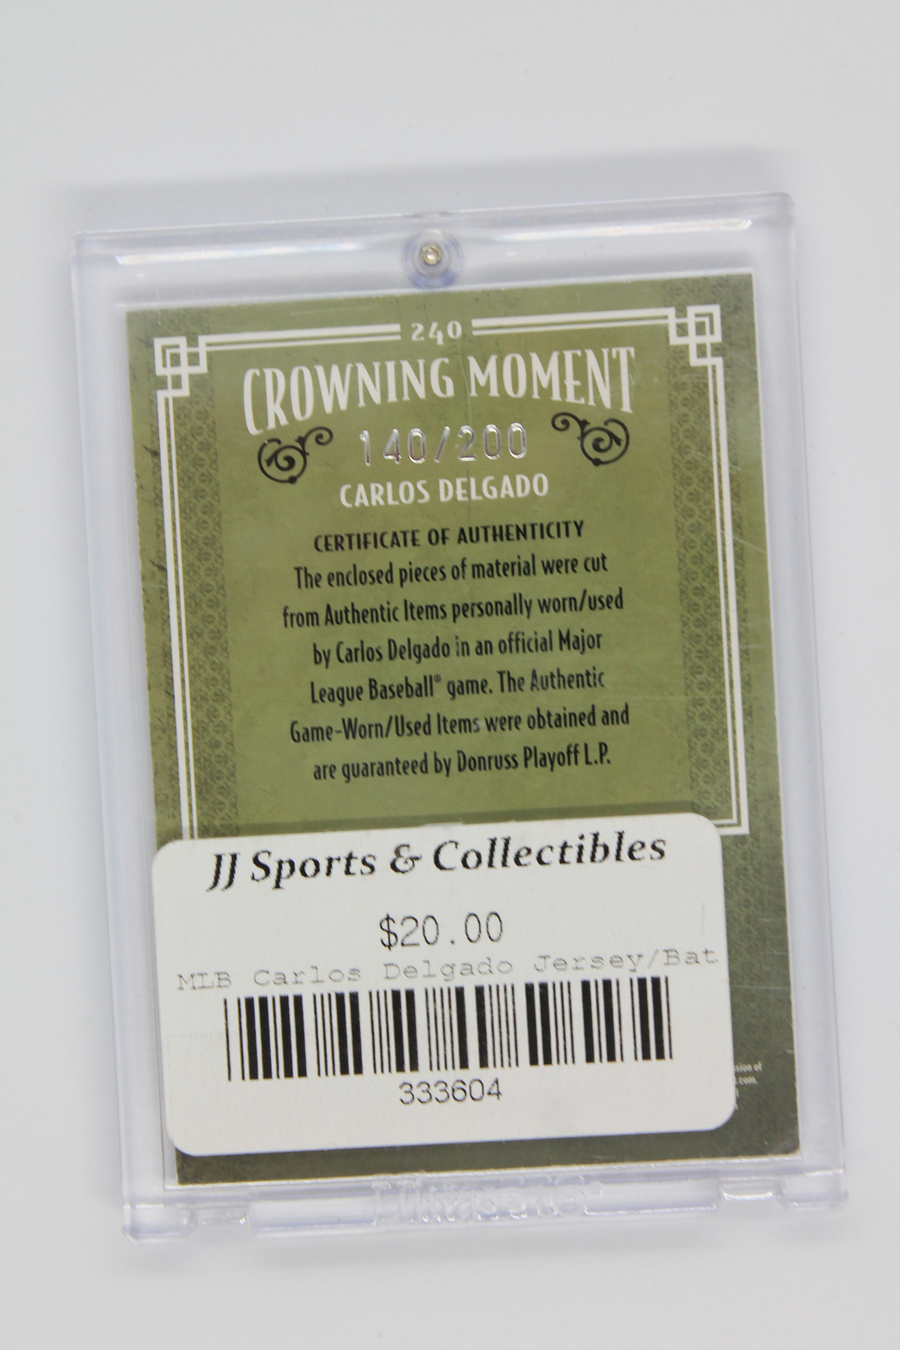 240
CROWNING MOMENT
140/200
CARLOS DELGADO
CERTIFICATE OF AUTHENTICITY
The enclosed pieces of material were cut
from Authentic Items personally worn/used
by Carlos Delgado in an official Major
League Baseball® game. The Authentic
Game-Worn/Used Items were obtained and
are guaranteed by Donruss Playoff L.P.
JJ Sports & Collectibles
$20.00
MLB Carlos Delgado Jersey/Bat
333604